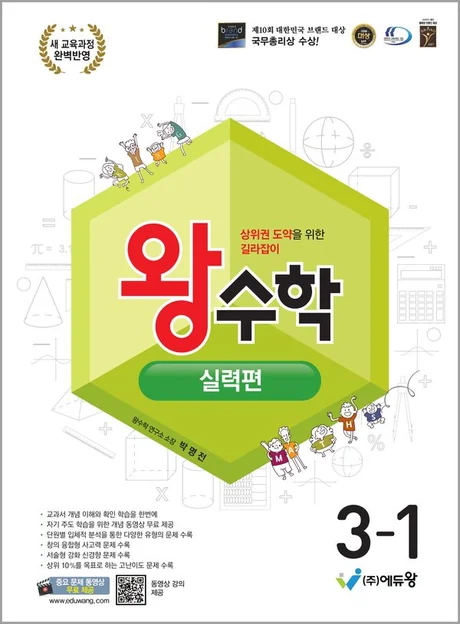 새 교육과정
완벽반영
brand
제10회 대한민국 브랜드 대상
국무총리상 수상!
대상
상위권 도약을 위한
길라잡이
왕수학
실력편
왕수학 연구소 소장 박명전
M A T H S
• 교과서 개념 이해와 확인 학습을 한번에
• 자기 주도 학습을 위한 개념 동영상 무료 제공
• 단원별 입체적 분석을 통한 다양한 유형의 문제 수록
• 창의 융합형 사고력 문제 수록
• 서술형 강화 신경향 문제 수록
• 상위 10%를 목표로 하는 고난도 문제 수록
3-1
(주)에듀왕
중요 문제 동영상
무료 제공
www.eduwang.com
동영상 강의
제공